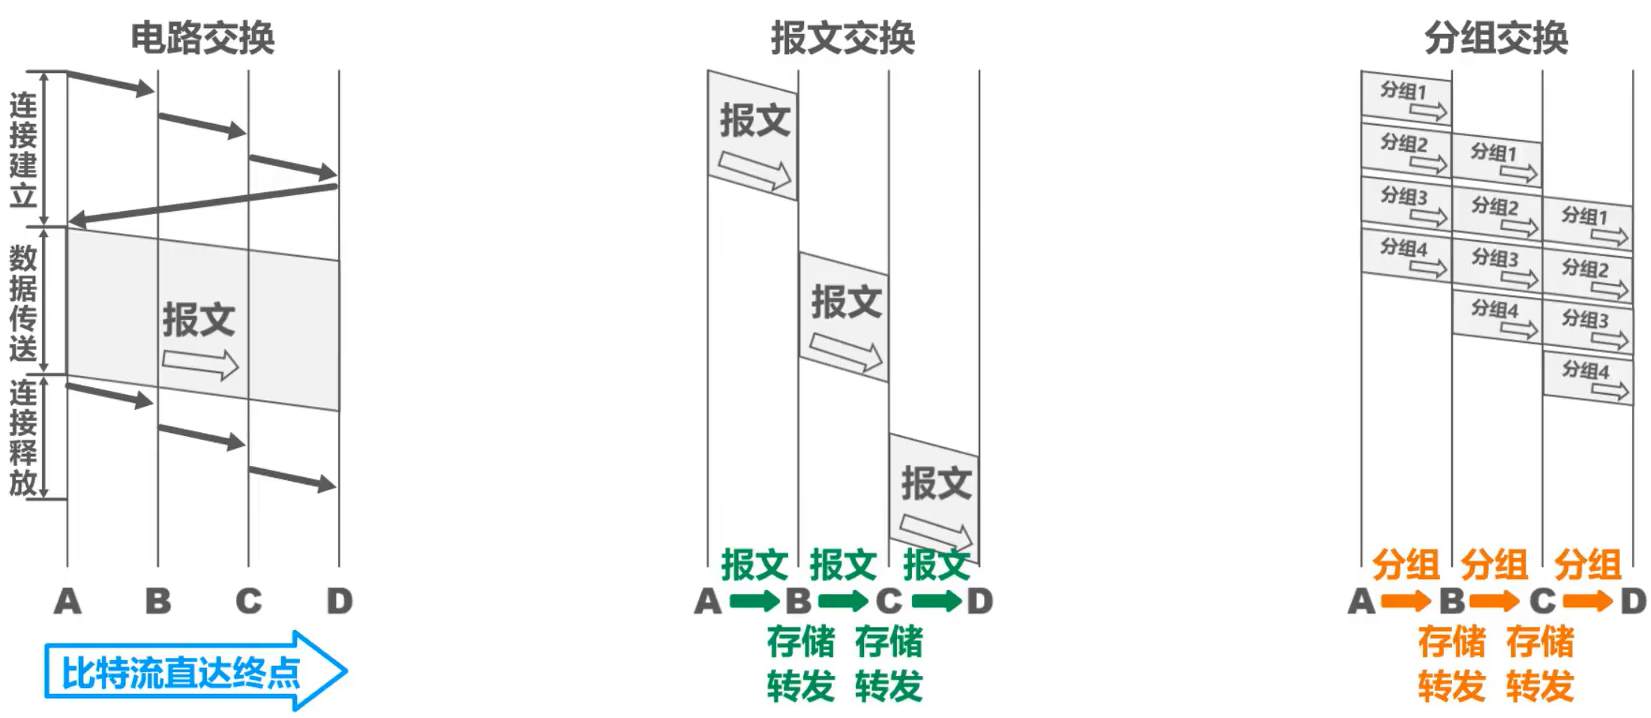 电路交换
连接建立
数据传送
连接释放
报文
A B C D
比特流直达终点
报文交换
报文
报文
报文
报文 报文 报文
A B C D
存储 存储
转发 转发
分组交换
分组1
分组2 分组1
分组3 分组2 分组1
分组4 分组3 分组2
分组4 分组3
分组4
分组 分组 分组
A B C D
存储 存储
转发 转发